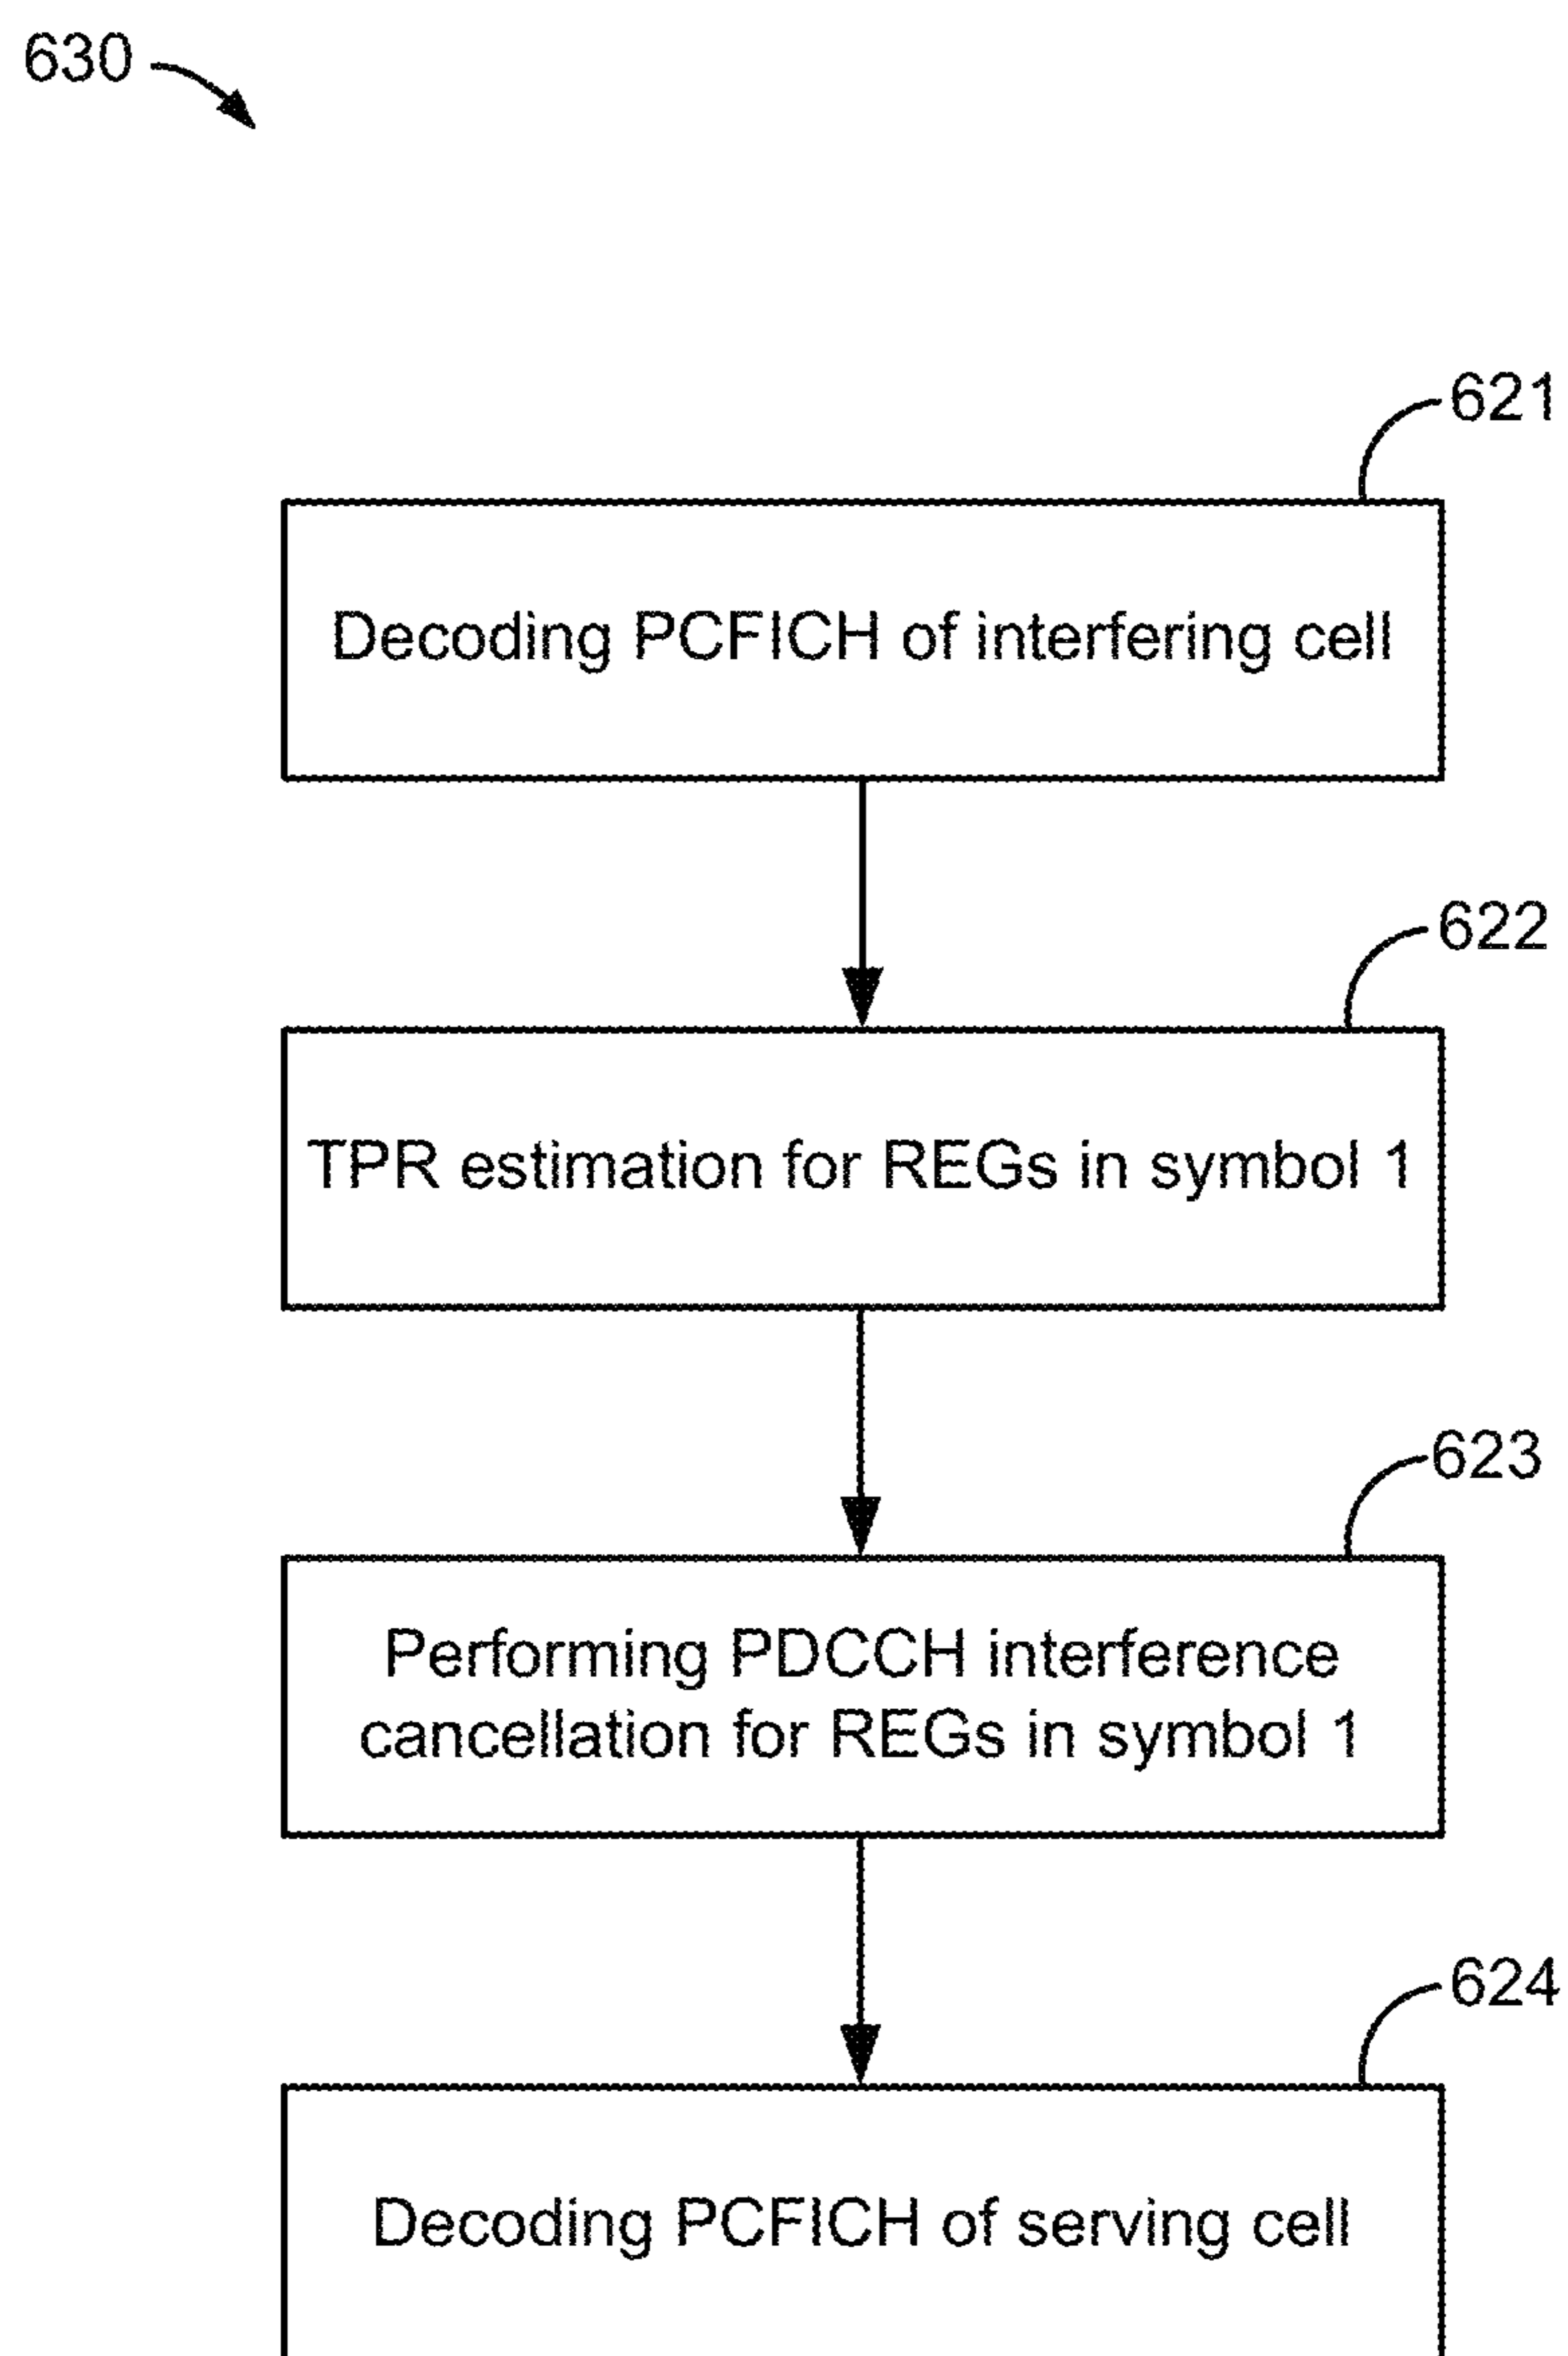 630
621
Decoding PCFICH of interfering cell
622
TPR estimation for REGs in symbol 1
623
Performing PDCCH interference
cancellation for REGs in symbol 1
624
Decoding PCFICH of serving cell